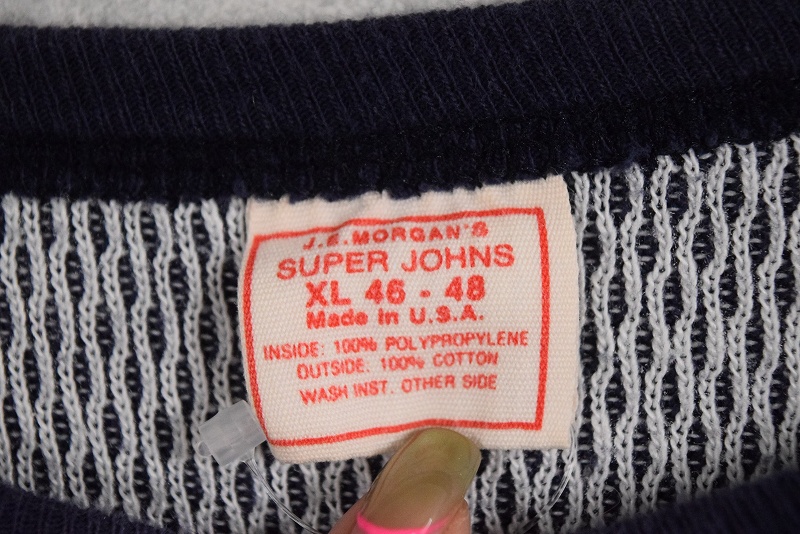 J.E.MORGAN'S
SUPER JOHNS
XL 46 - 48
Made in U.S.A.
INSIDE: 100% POLYPROPYLENE
OUTSIDE: 100% COTTON
WASH INST. OTHER SIDE